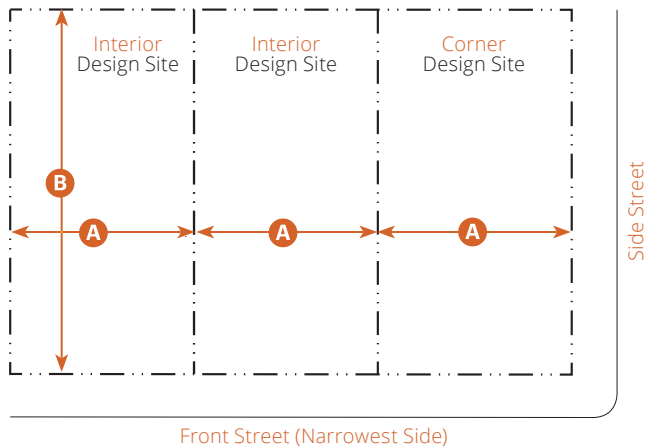 Interior
Design Site
Interior
Design Site
Corner
Design Site
B
A
A
A
Side Street
Front Street (Narrowest Side)